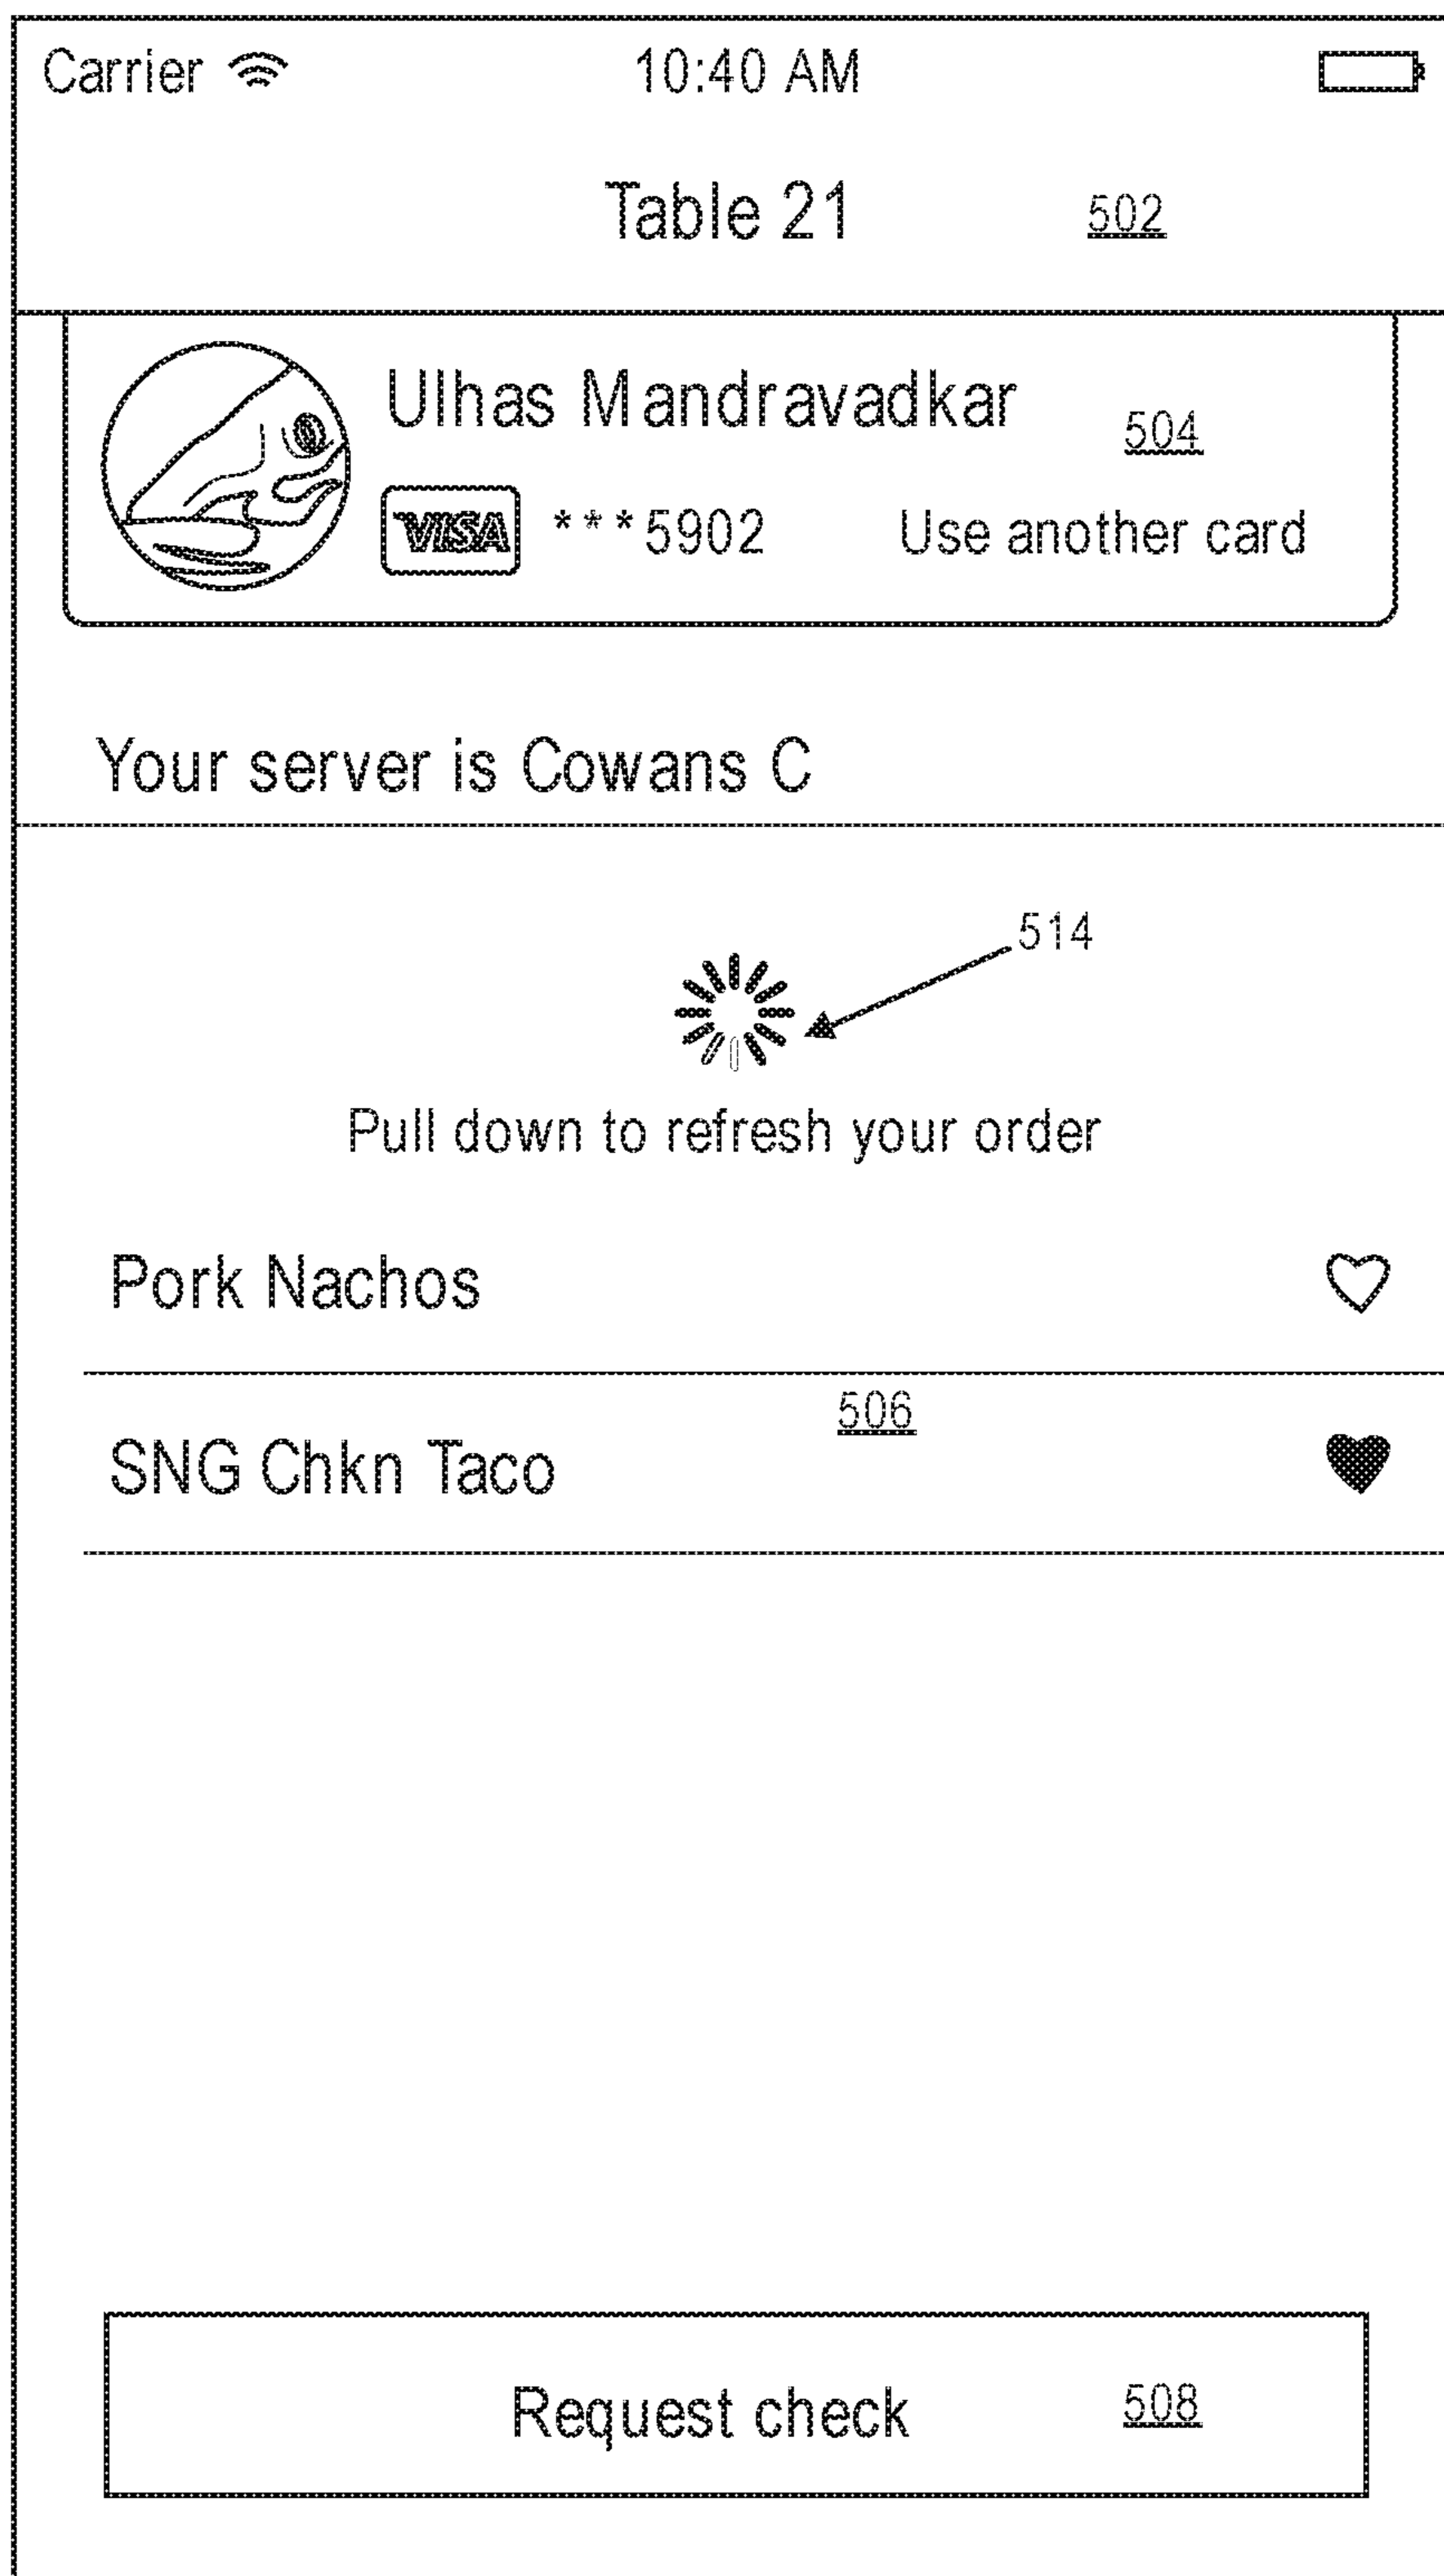 Carrier 10:40 AM
Table 21 502
Ulhas Mandravadkar 504
VISA ***5902 Use another card
Your server is Cowans C
514
Pull down to refresh your order
Pork Nachos
506
SNG Chkn Taco
Request check 508